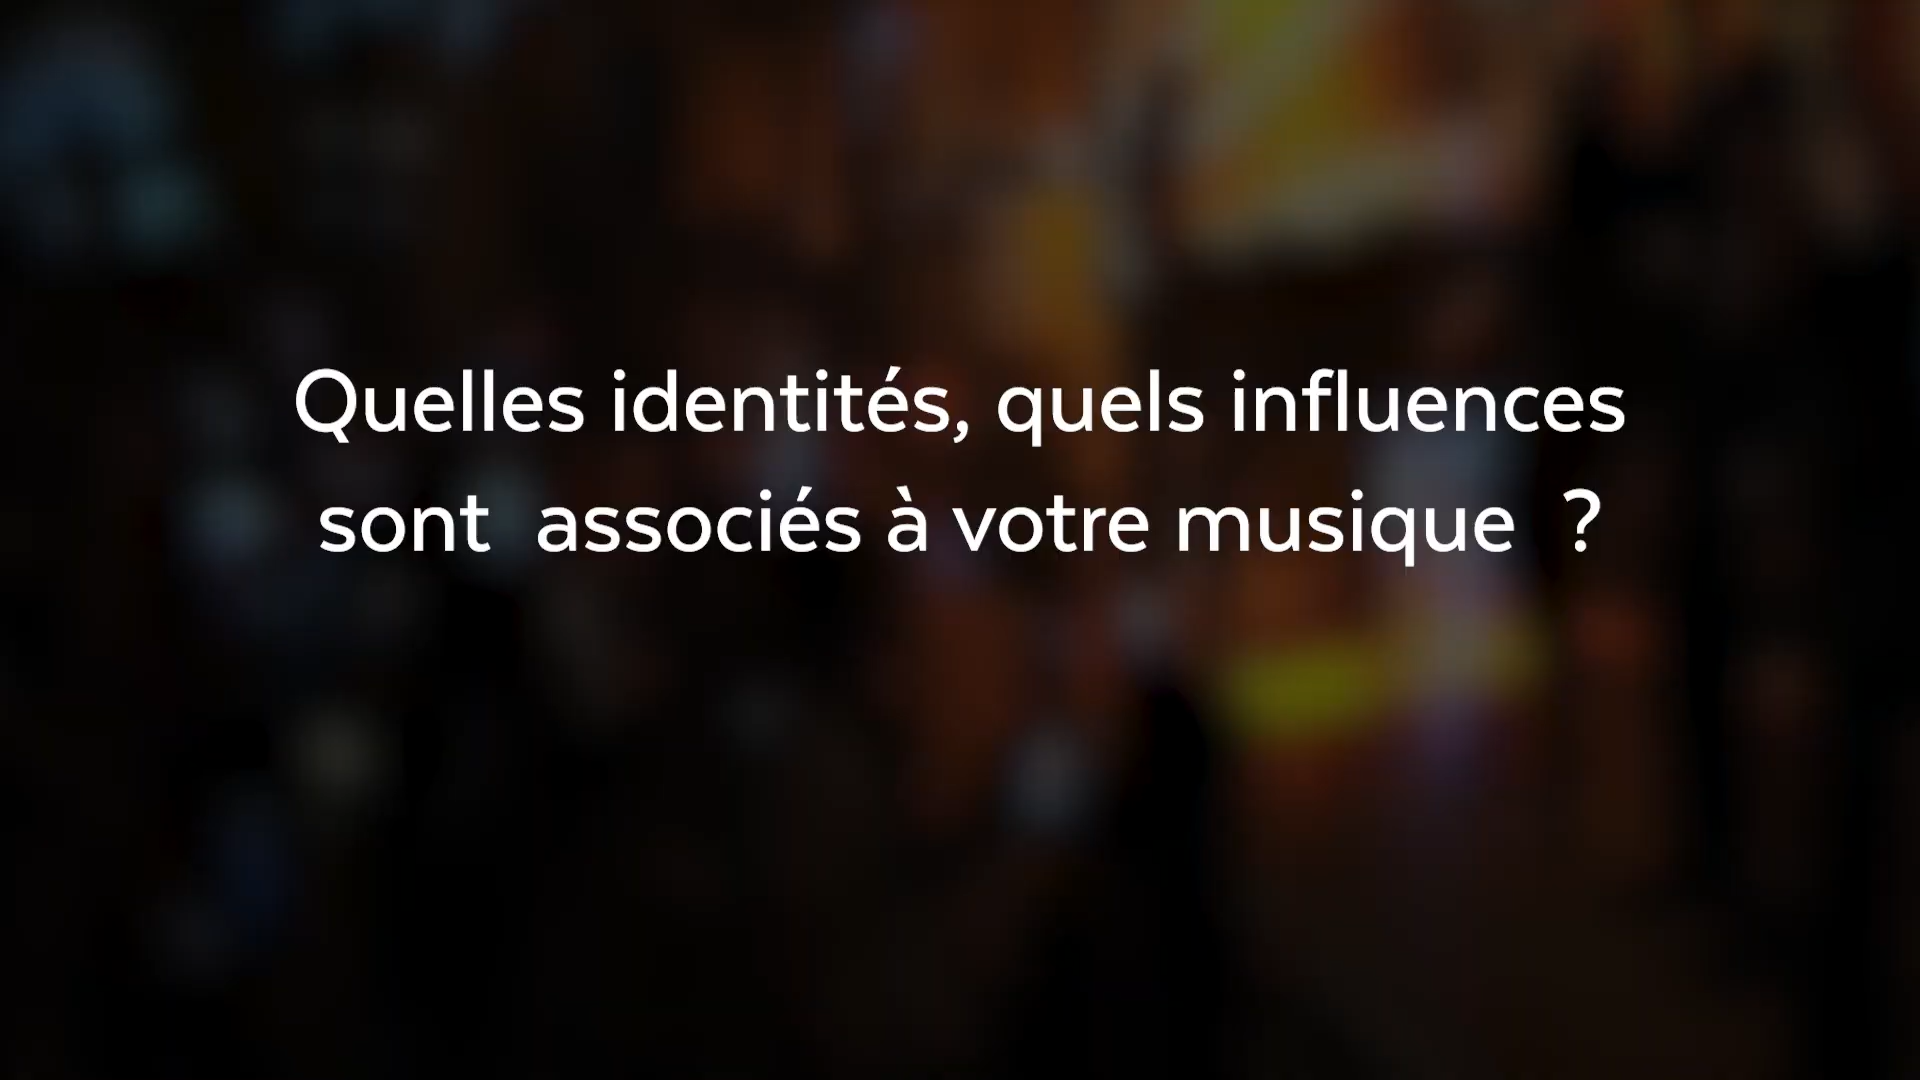 Quelles identités, quels influences
sont  associés à votre musique  ?